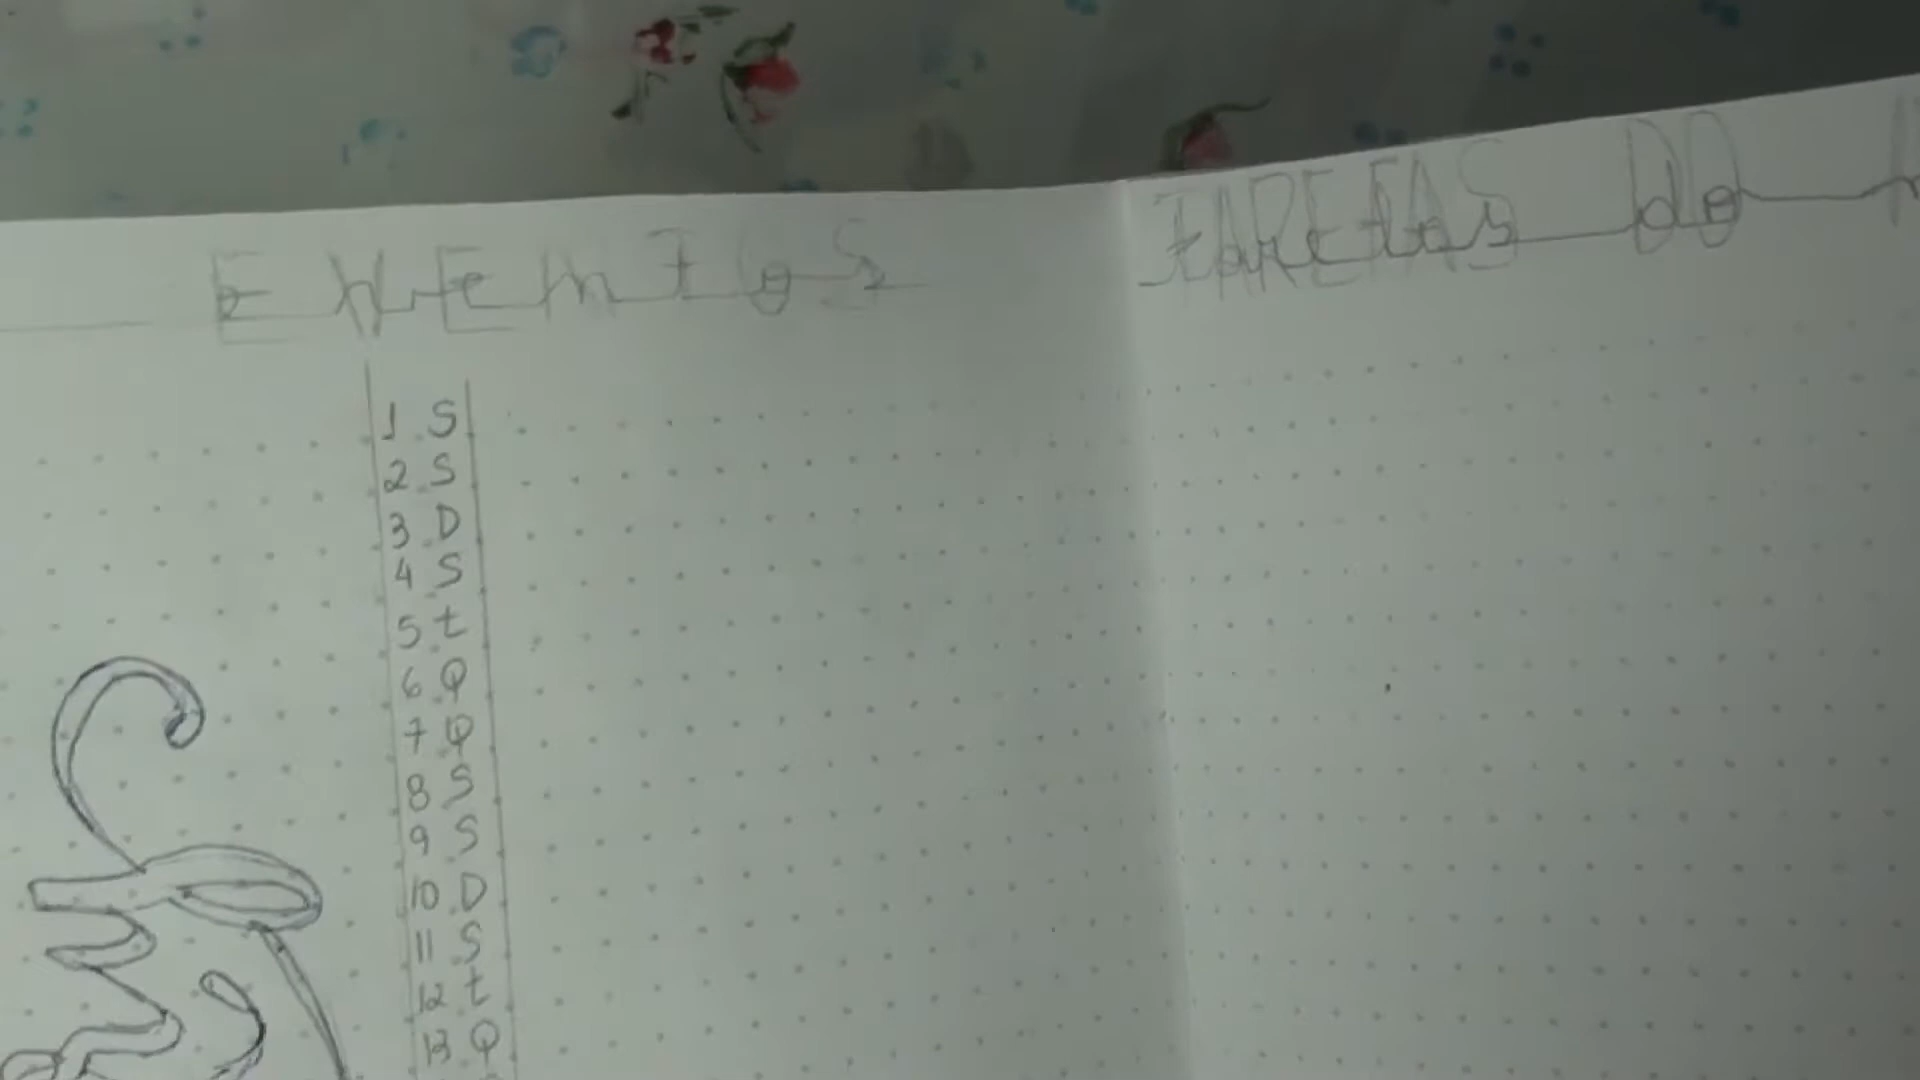 EVEntos
TAREFAS DO
1 S
2 S
3 D
4 S
5 t
6 Q
7 Q
8 S
9 S
10 D
11 S
12 t
13 Q